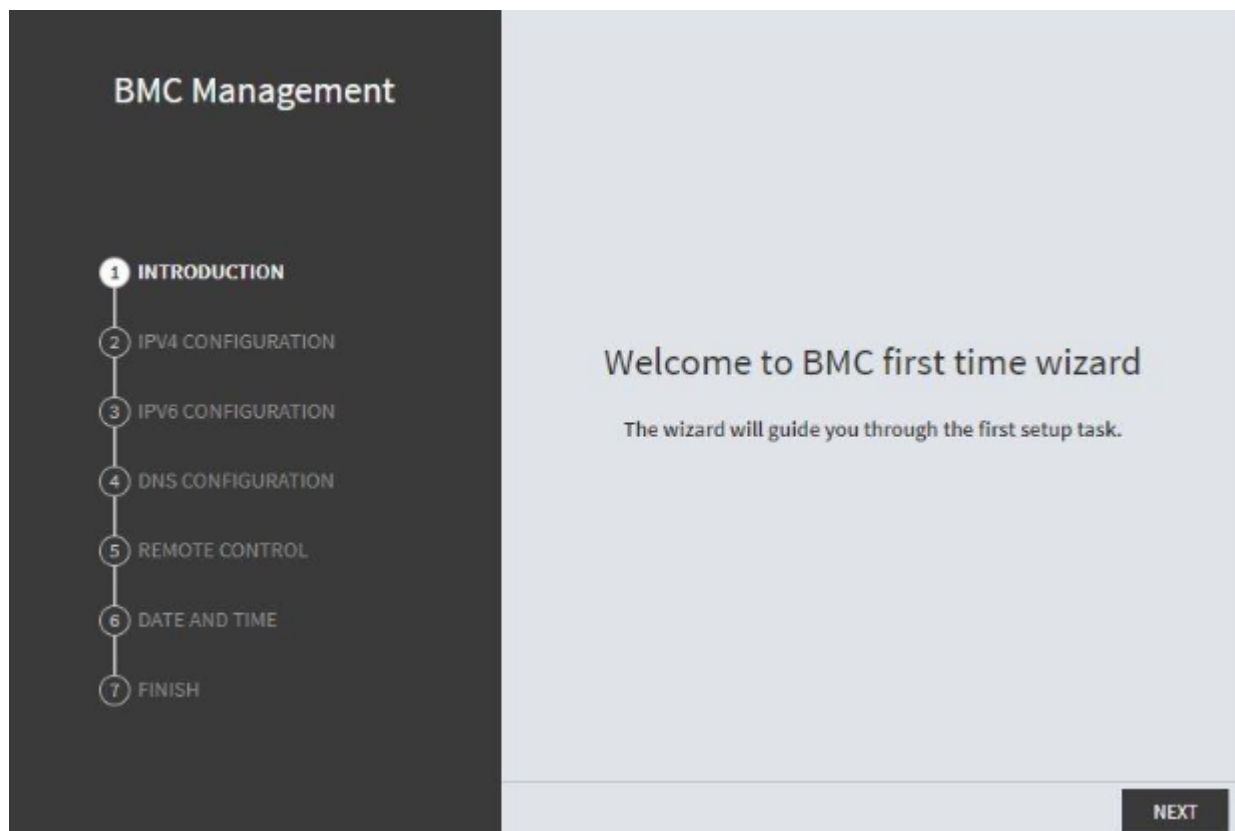 BMC Management
1 INTRODUCTION
2 IPV4 CONFIGURATION
3 IPV6 CONFIGURATION
4 DNS CONFIGURATION
5 REMOTE CONTROL
6 DATE AND TIME
7 FINISH
Welcome to BMC first time wizard
The wizard will guide you through the first setup task.
NEXT